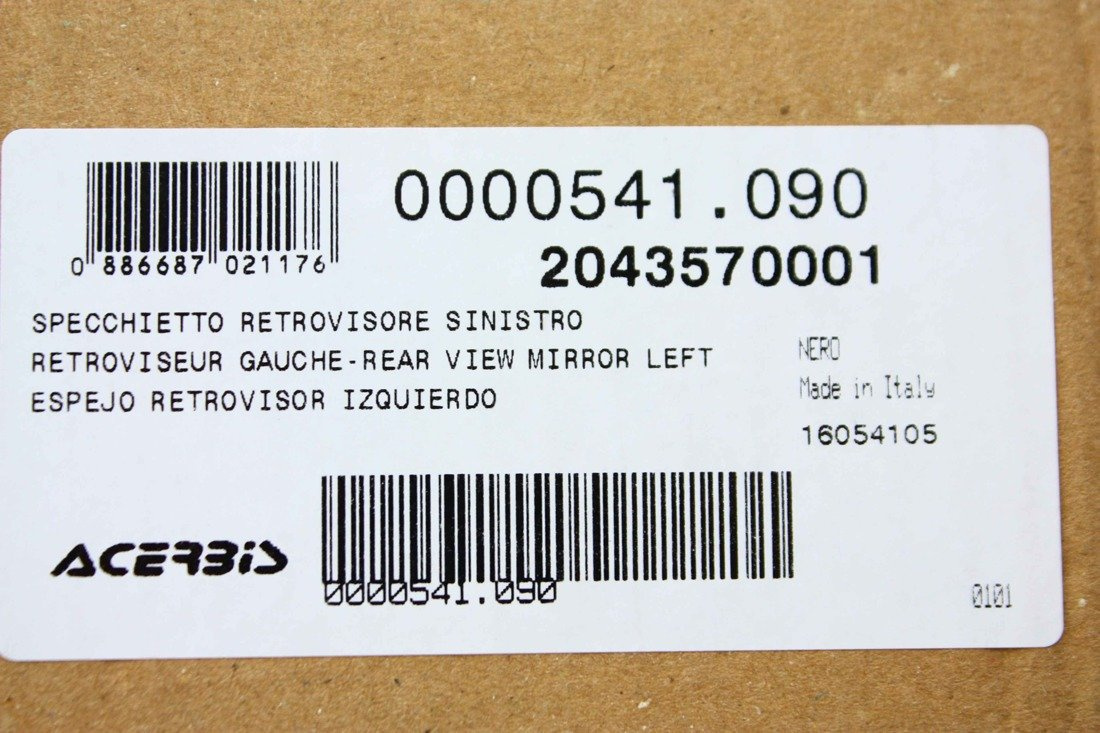 0000541.090
0 886687 021176
2043570001
SPECCHIETTO RETROVISORE SINISTRO
RETROVISEUR GAUCHE-REAR VIEW MIRROR LEFT
ESPEJO RETROVISOR IZQUIERDO
NERO
Made in Italy
16054105
ACERBIS
0000541.090
0101